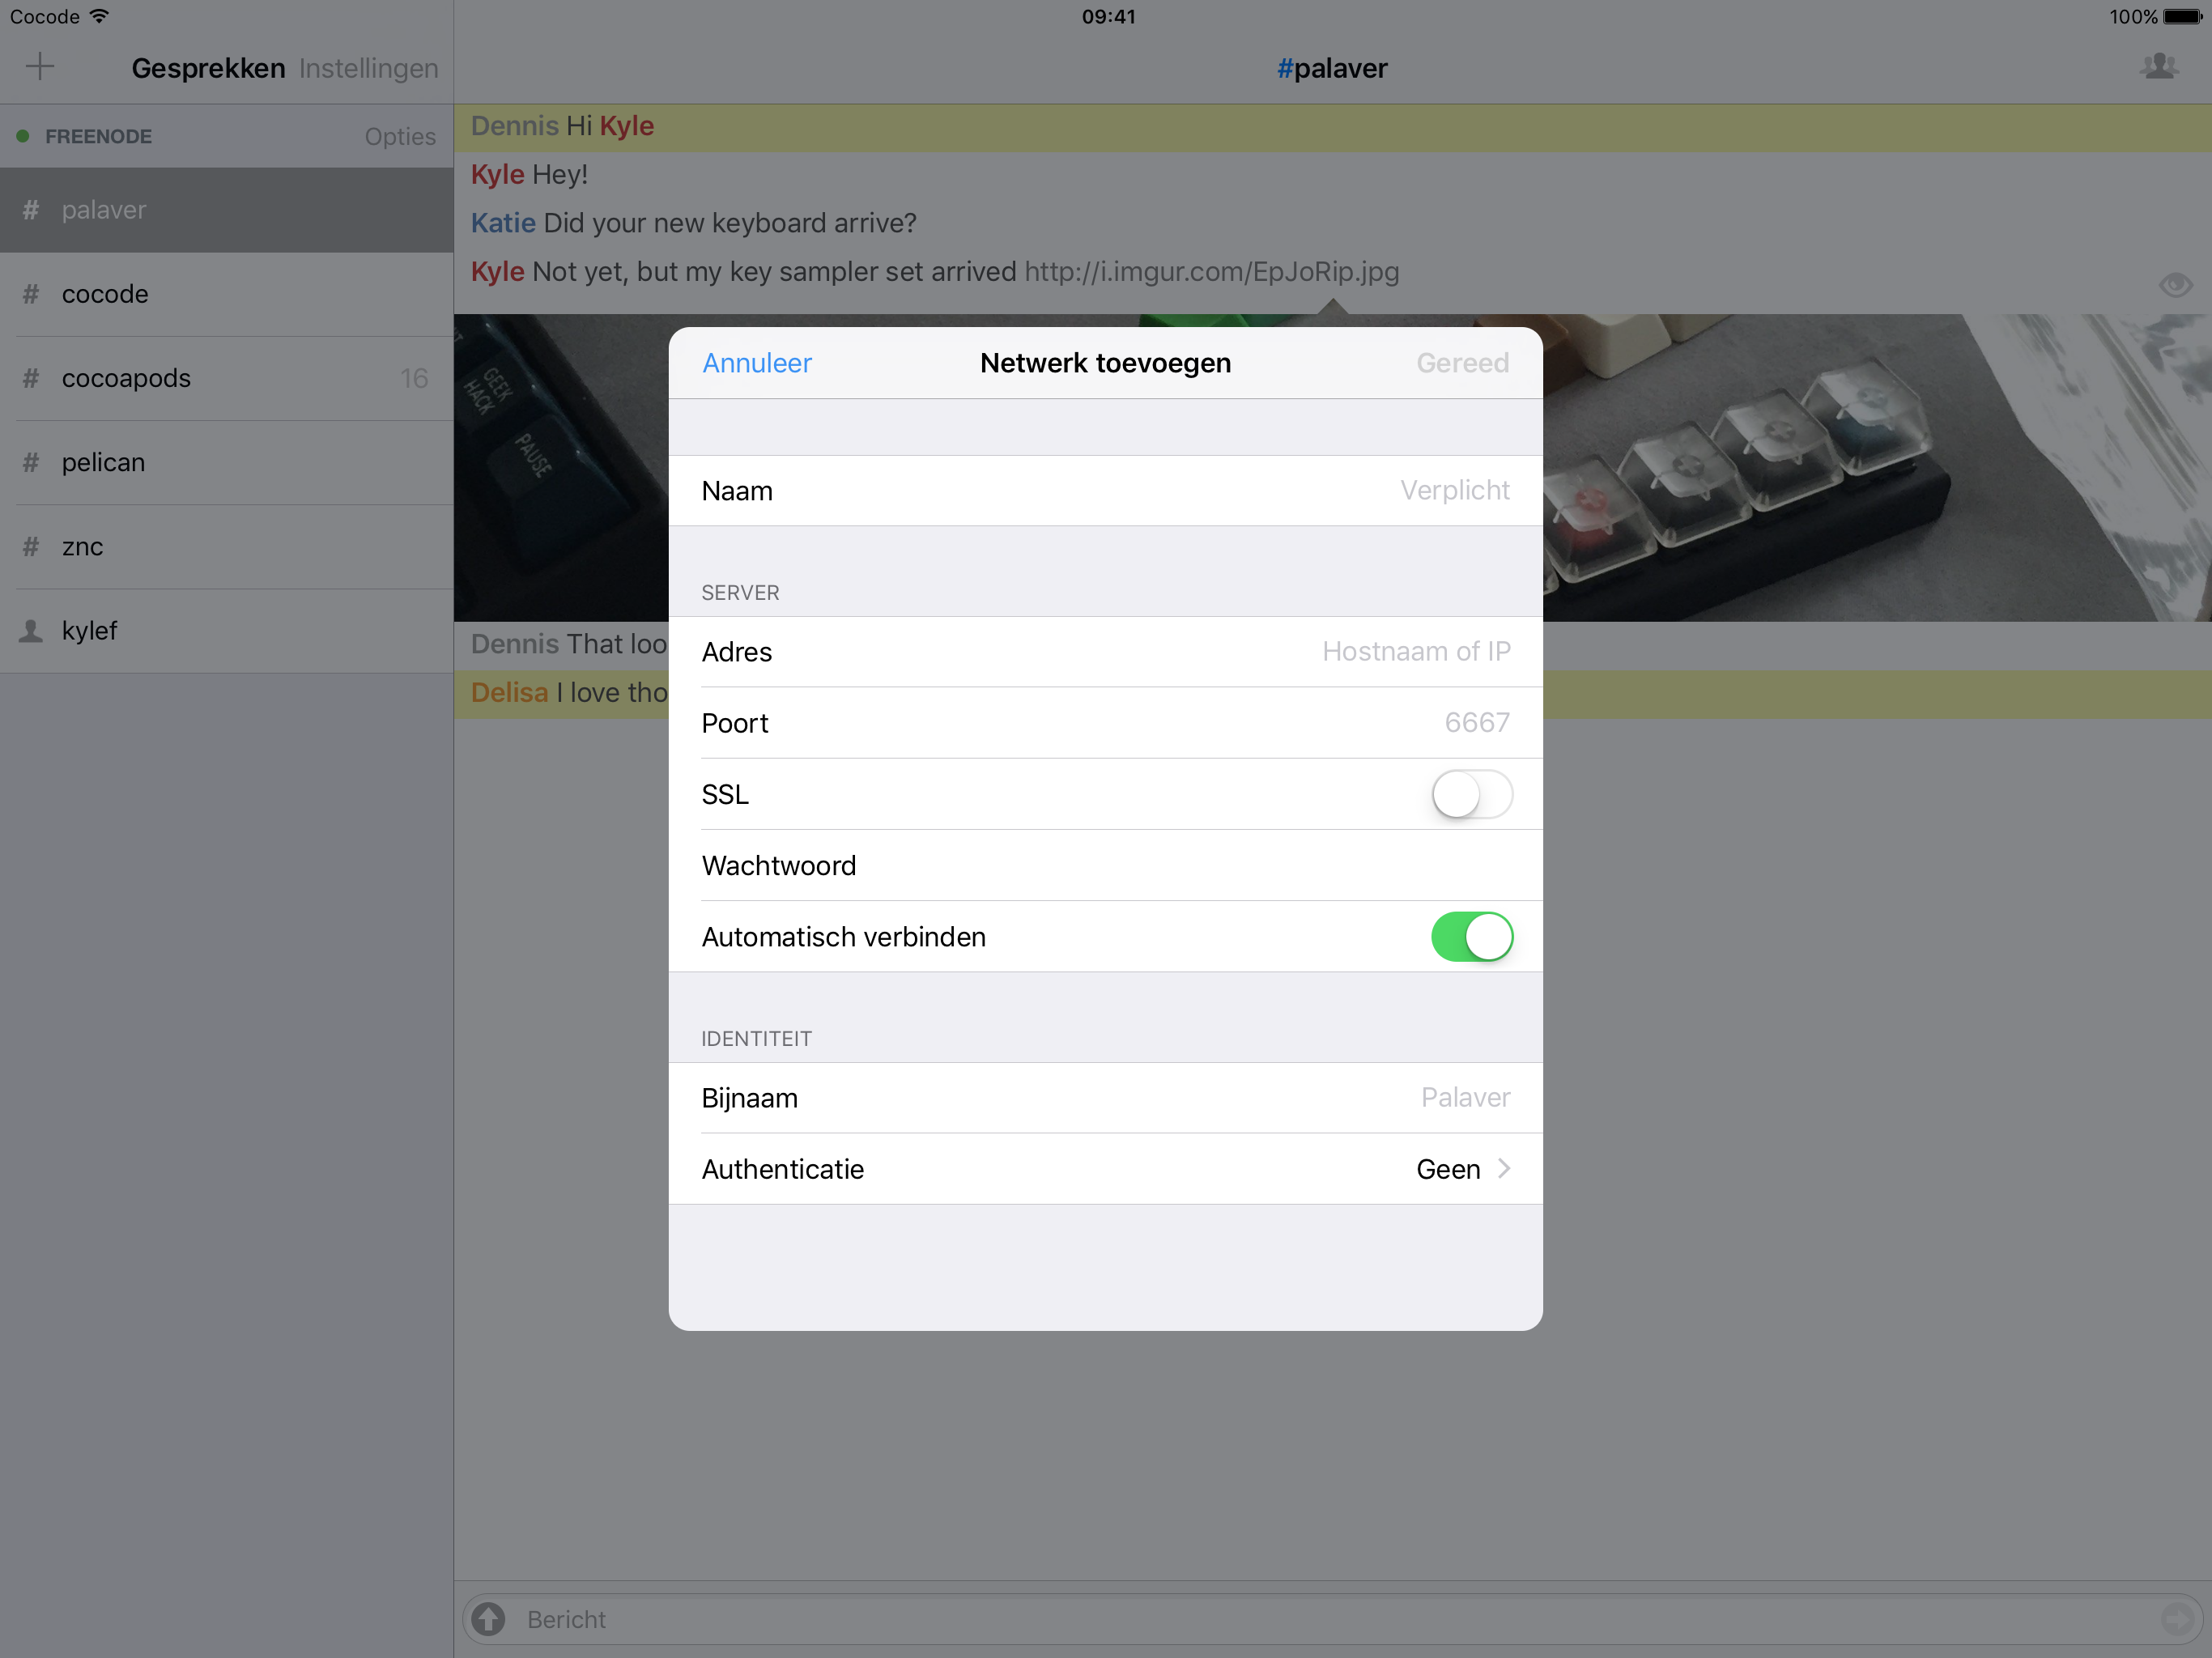 Cocode 09:41 100%
Gesprekken Instellingen
FREENODE Opties
# palaver
# cocode
# cocoapods 16
# pelican
# znc
kylef
#palaver
Dennis Hi Kyle
Kyle Hey!
Katie Did your new keyboard arrive?
Kyle Not yet, but my key sampler set arrived http://i.imgur.com/EpJoRip.jpg
GEEK
HACK
PAUSE
Dennis That loo
Delisa I love tho
Annuleer Netwerk toevoegen Gereed
Naam Verplicht
SERVER
Adres Hostnaam of IP
Poort 6667
SSL
Wachtwoord
Automatisch verbinden
IDENTITEIT
Bijnaam Palaver
Authenticatie Geen
Bericht